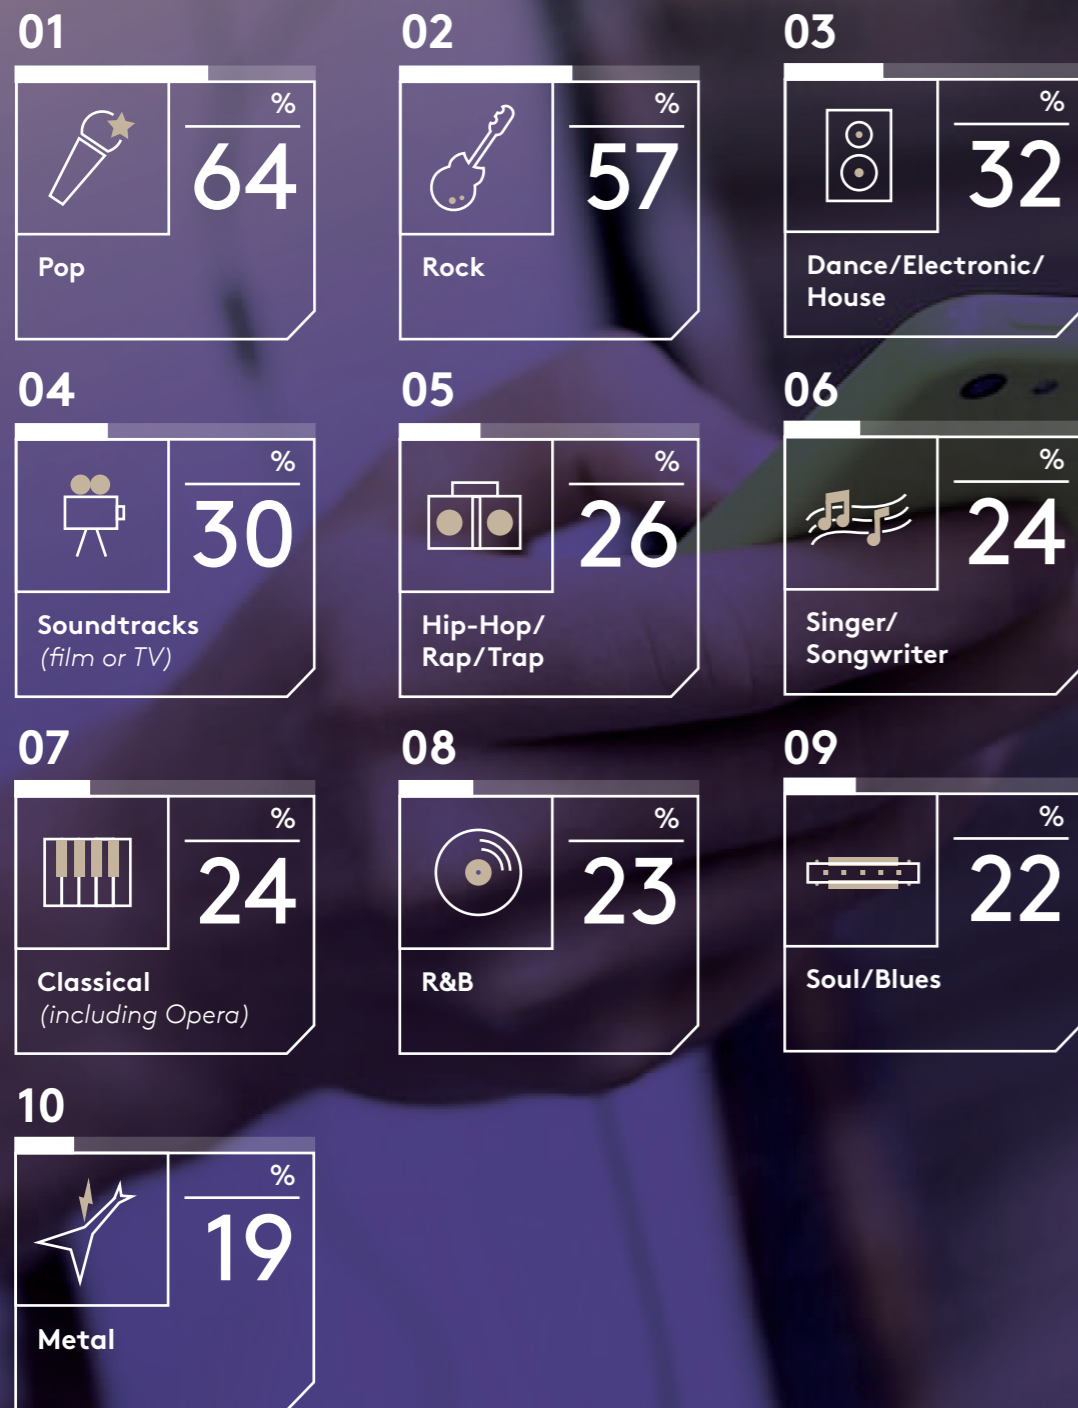 01
%
64
Pop
02
%
57
Rock
03
%
32
Dance/Electronic/
House
04
%
30
Soundtracks
(film or TV)
05
%
26
Hip-Hop/
Rap/Trap
06
%
24
Singer/
Songwriter
07
%
24
Classical
(including Opera)
08
%
23
R&B
09
%
22
Soul/Blues
10
%
19
Metal